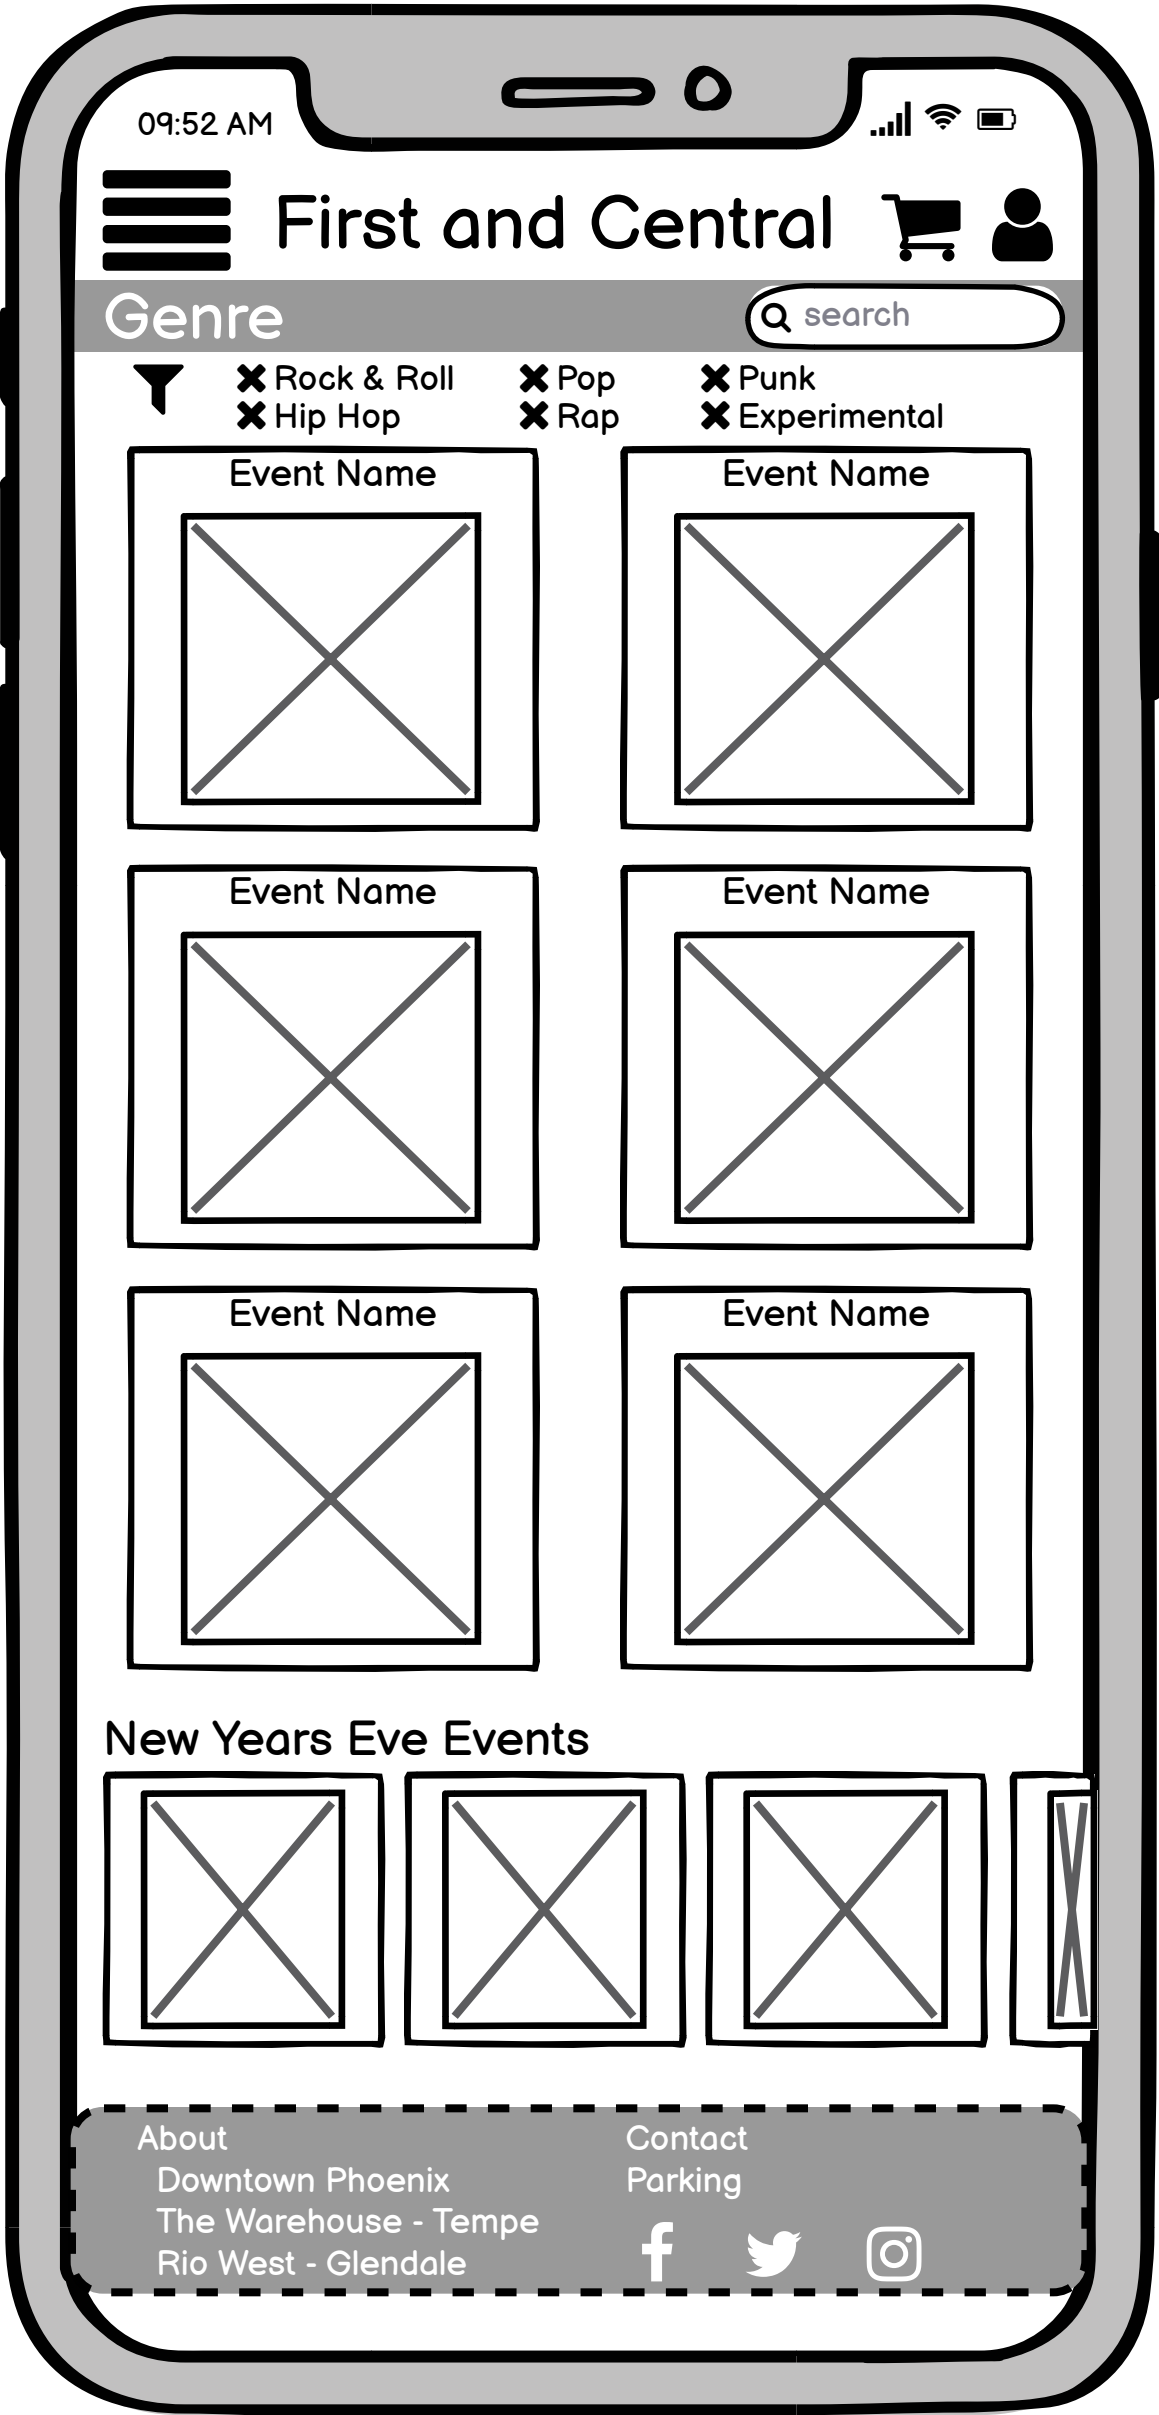 09:52 AM
First and Central
Genre
search
Rock & Roll Pop Punk
Hip Hop Rap Experimental
Event Name Event Name
Event Name Event Name
Event Name Event Name
New Years Eve Events
About Contact
Downtown Phoenix Parking
The Warehouse - Tempe
Rio West - Glendale